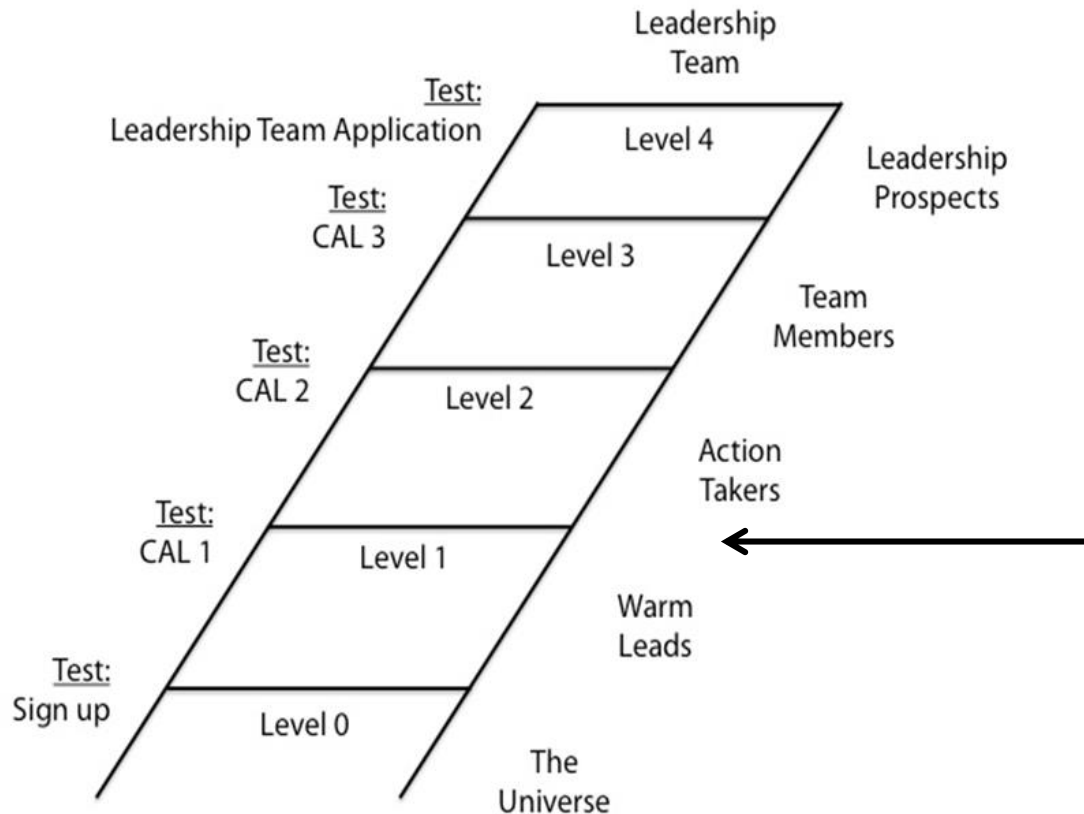 Leadership
Team
Test:
Leadership Team Application
Level 4
Leadership
Prospects
Test:
CAL 3
Level 3
Team
Members
Test:
CAL 2
Level 2
Action
Takers
Test:
CAL 1
Level 1
Warm
Leads
Test:
Sign up
Level 0
The
Universe